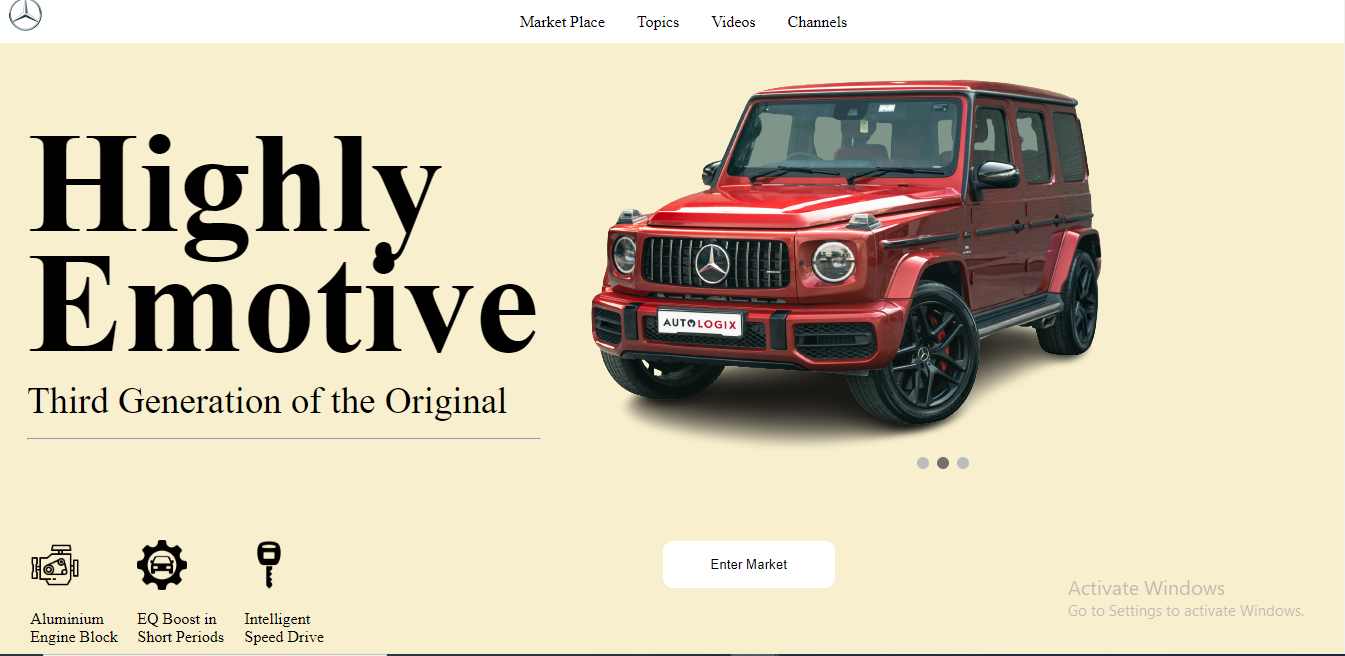 Market Place Topics Videos Channels
Highly
Emotive
Third Generation of the Original
AUTOLOGIX
Enter Market
Aluminium
Engine Block
EQ Boost in
Short Periods
Intelligent
Speed Drive
Activate Windows
Go to Settings to activate Windows.